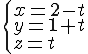 x = 2 - t
y = 1 + t
z = t